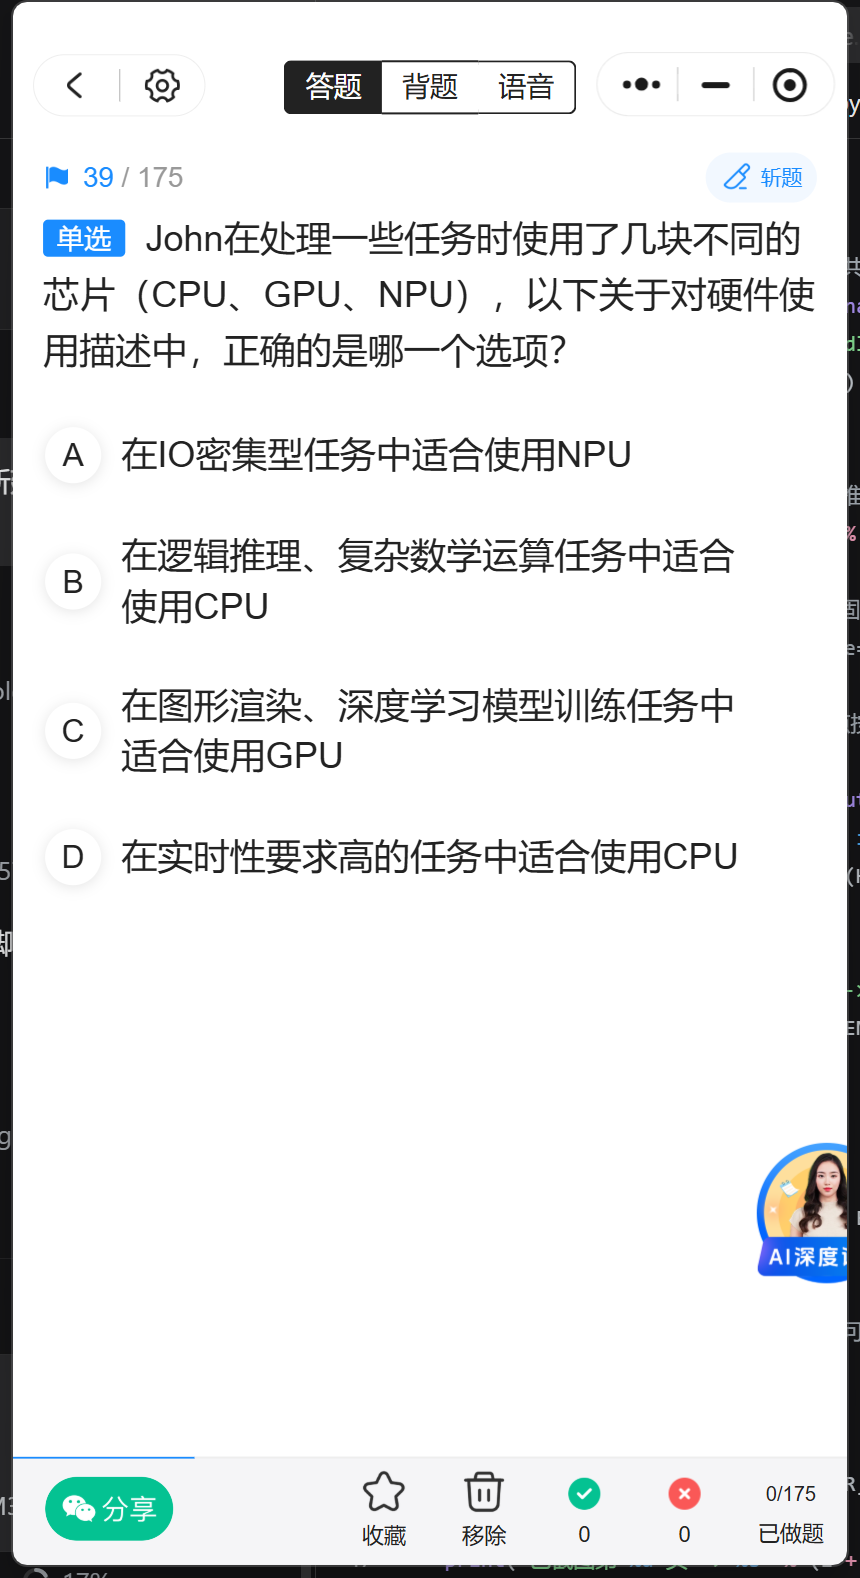 答题 背题 语音
39 / 175
斩题
单选 John在处理一些任务时使用了几块不同的
芯片（CPU、GPU、NPU），以下关于对硬件使
用描述中，正确的是哪一个选项？
A 在IO密集型任务中适合使用NPU
B 在逻辑推理、复杂数学运算任务中适合
使用CPU
C 在图形渲染、深度学习模型训练任务中
适合使用GPU
D 在实时性要求高的任务中适合使用CPU
AI深度
分享
收藏
移除
0
0
0/175
已做题